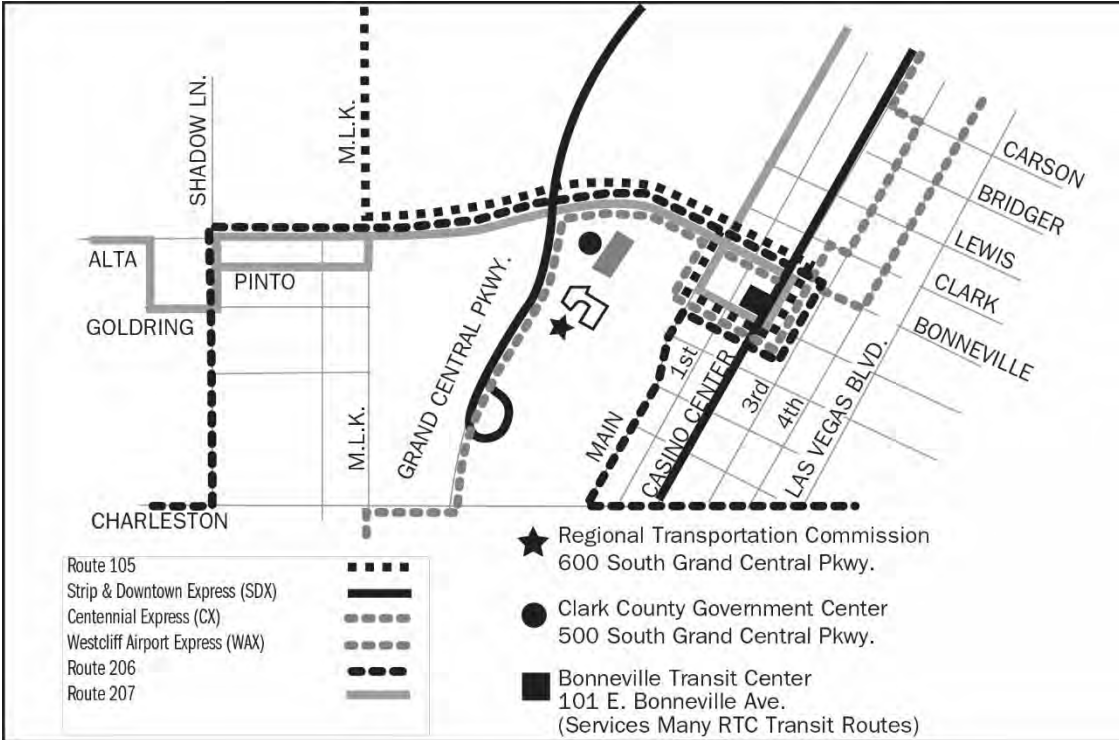 SHADOW LN.
M.L.K.
CARSON
BRIDGER
LEWIS
CLARK
BONNEVILLE
ALTA
PINTO
GOLDRING
GRAND CENTRAL PKWY.
M.L.K.
MAIN
1st
CASINO CENTER
3rd
4th
LAS VEGAS BLVD.
CHARLESTON
Route 105
Strip & Downtown Express (SDX)
Centennial Express (CX)
Westcliff Airport Express (WAX)
Route 206
Route 207
Regional Transportation Commission
600 South Grand Central Pkwy.
Clark County Government Center
500 South Grand Central Pkwy.
Bonneville Transit Center
101 E. Bonneville Ave.
(Services Many RTC Transit Routes)